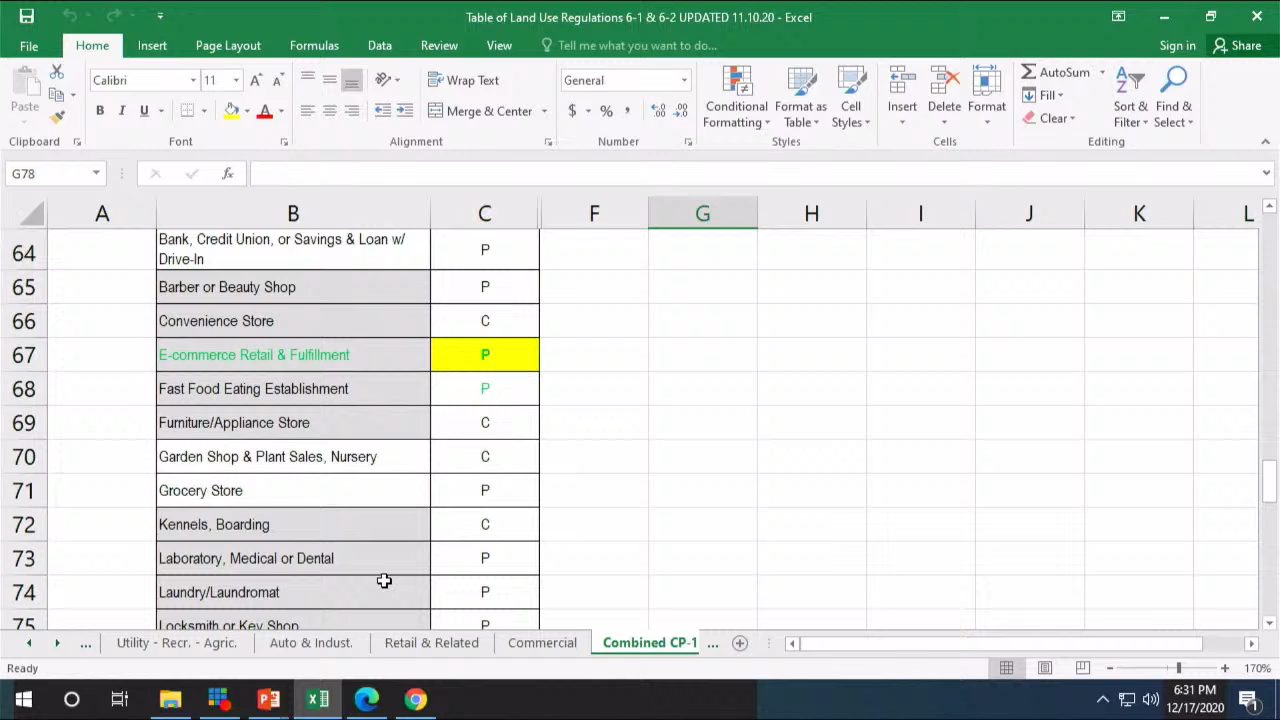 Table of Land Use Regulations 6-1 & 6-2 UPDATED 11.10.20 - Excel
File Home Insert Page Layout Formulas Data Review View Tell me what you want to do... Sign in Share
Calibri 11 Wrap Text General AutoSum
Paste B I U Merge & Center $ % , Conditional Formatting Format as Table Cell Styles Insert Delete Format Fill Clear Sort & Filter Find & Select
Clipboard Font Alignment Number Styles Cells Editing
G78 fx
A B C F G H I J K L
64 Bank, Credit Union, or Savings & Loan w/ P
Drive-In
65 Barber or Beauty Shop P
66 Convenience Store C
67 E-commerce Retail & Fulfillment P
68 Fast Food Eating Establishment P
69 Furniture/Appliance Store C
70 Garden Shop & Plant Sales, Nursery C
71 Grocery Store P
72 Kennels, Boarding C
73 Laboratory, Medical or Dental P
74 Laundry/Laundromat P
75 Locksmith or Key Shop P
... Utility - Recr. - Agric. Auto & Indust. Retail & Related Commercial Combined CP-1 ...
Ready 170%
6:31 PM
12/17/2020
1